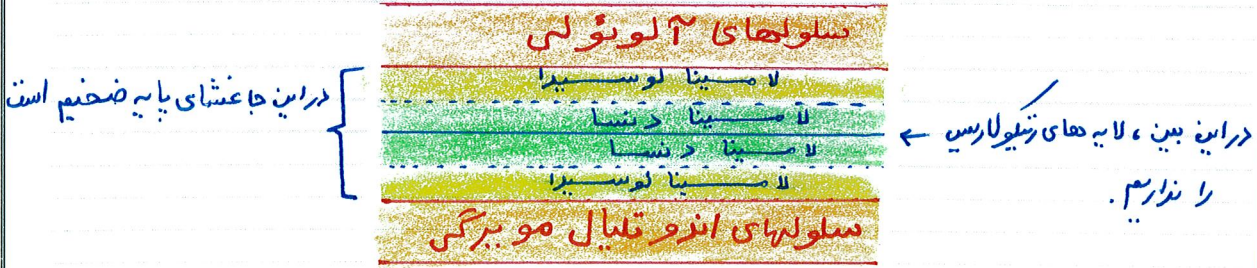 سلولهای آلوئولی
لامینا لوسیدا
لامینا دنسا
لامینا دنسا
لامینا لوسیدا
سلولهای اندوتلیال مویرگی
در این بین، لایه های رتیکولاریس ←
را نداریم.
در این جا غشای پایه ضخیم است